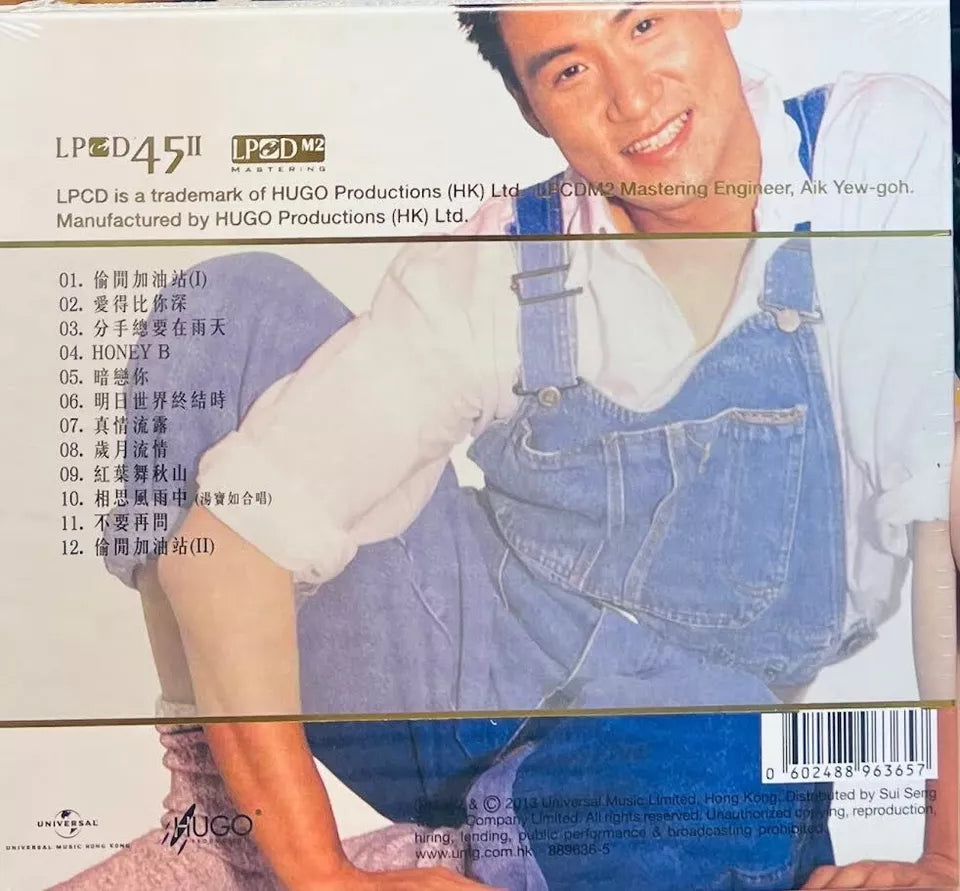 LPCD45II
LPCD M2
MASTERING
LPCD is a trademark of HUGO Productions (HK) Ltd. LPCDM2 Mastering Engineer, Aik Yew-goh.
Manufactured by HUGO Productions (HK) Ltd.
01. 偷閒加油站(I)
02. 愛得比你深
03. 分手總要在雨天
04. HONEY B
05. 暗戀你
06. 明日世界終結時
07. 真情流露
08. 歲月流情
09. 紅葉舞秋山
10. 相思風雨中 (湯寶如合唱)
11. 不要再問
12. 偷閒加油站(II)
0 602488 963657
& © 2013 Universal Music Limited, Hong Kong. Distributed by Sui Seng
Company Limited. Unauthorized copying, reproduction,
hiring, lending, public performance & broadcasting prohibited.
www.umg.com.hk 889636-5
UNIVERSAL
UNIVERSAL MUSIC HONG KONG
HUGO®
PRODUCTIONS